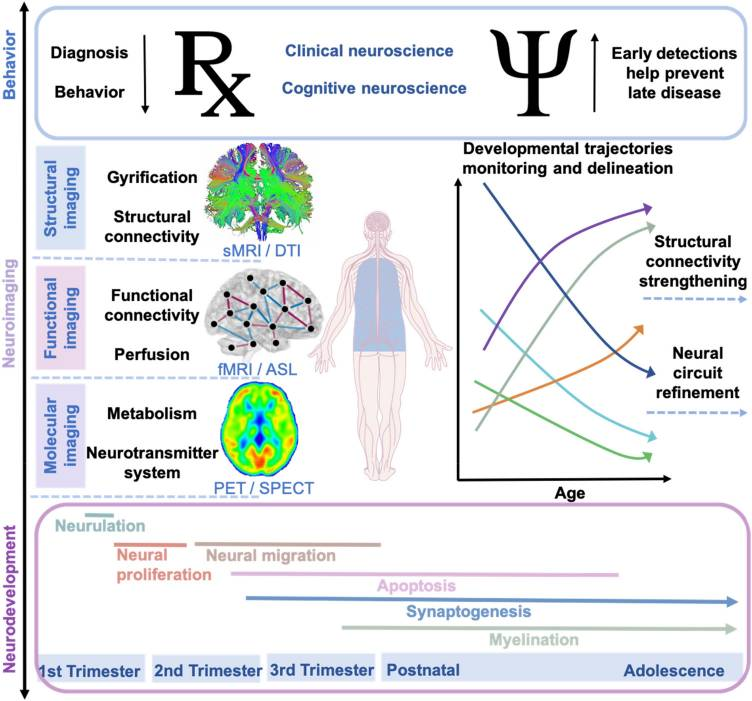 Behavior
Diagnosis
Behavior
Rx
Clinical neuroscience
Cognitive neuroscience
Ψ
Early detections
help prevent
late disease
Neuroimaging
Structural
imaging
Gyrification
Structural
connectivity
sMRI / DTI
Functional
imaging
Functional
connectivity
Perfusion
fMRI / ASL
Molecular
imaging
Metabolism
Neurotransmitter
system
PET / SPECT
Developmental trajectories
monitoring and delineation
Structural
connectivity
strengthening
Neural
circuit
refinement
Age
Neurodevelopment
Neurulation
Neural
proliferation
Neural migration
Apoptosis
Synaptogenesis
Myelination
1st Trimester
2nd Trimester
3rd Trimester
Postnatal
Adolescence